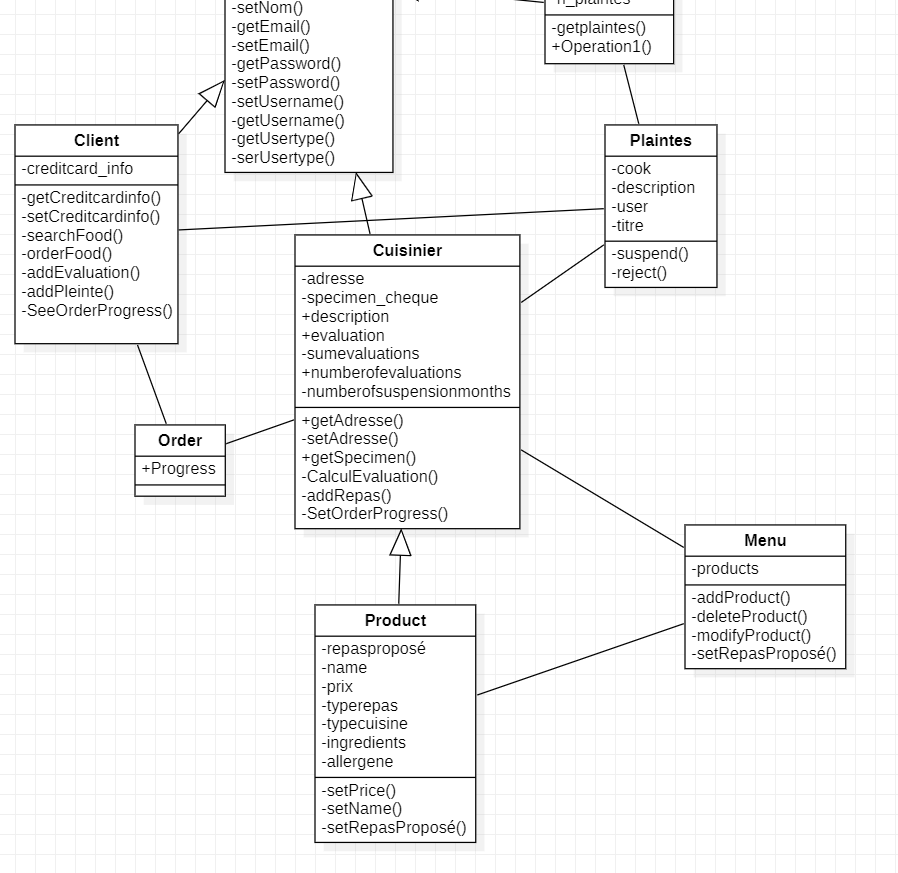 -setNom()
-getEmail()
-setEmail()
-getPassword()
-setPassword()
-setUsername()
-getUsername()
-getUsertype()
-serUsertype()
n_plaintes
-getplaintes()
+Operation1()
Client
-creditcard_info
-getCreditcardinfo()
-setCreditcardinfo()
-searchFood()
-orderFood()
-addEvaluation()
-addPleinte()
-SeeOrderProgress()
Plaintes
-cook
-description
-user
-titre
-suspend()
-reject()
Cuisinier
-adresse
-specimen_cheque
+description
+evaluation
-sumevaluations
+numberofevaluations
-numberofsuspensionmonths
+getAdresse()
-setAdresse()
+getSpecimen()
-CalculEvaluation()
-addRepas()
-SetOrderProgress()
Order
+Progress
Menu
-products
-addProduct()
-deleteProduct()
-modifyProduct()
-setRepasProposé()
Product
-repasproposé
-name
-prix
-typerepas
-typecuisine
-ingredients
-allergene
-setPrice()
-setName()
-setRepasProposé()